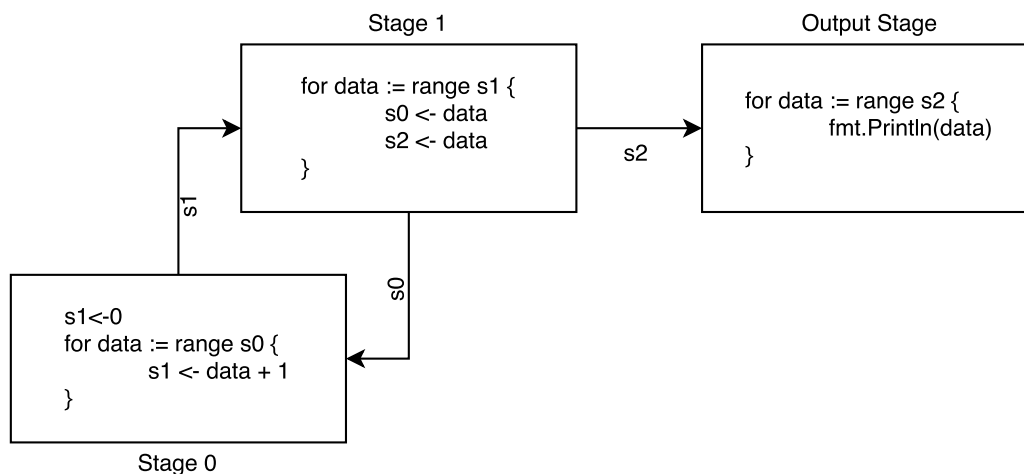 Stage 1
for data := range s1 {
s0 <- data
s2 <- data
}
Output Stage
for data := range s2 {
fmt.Println(data)
}
s2
s1
s0
s1<-0
for data := range s0 {
s1 <- data + 1
}
Stage 0